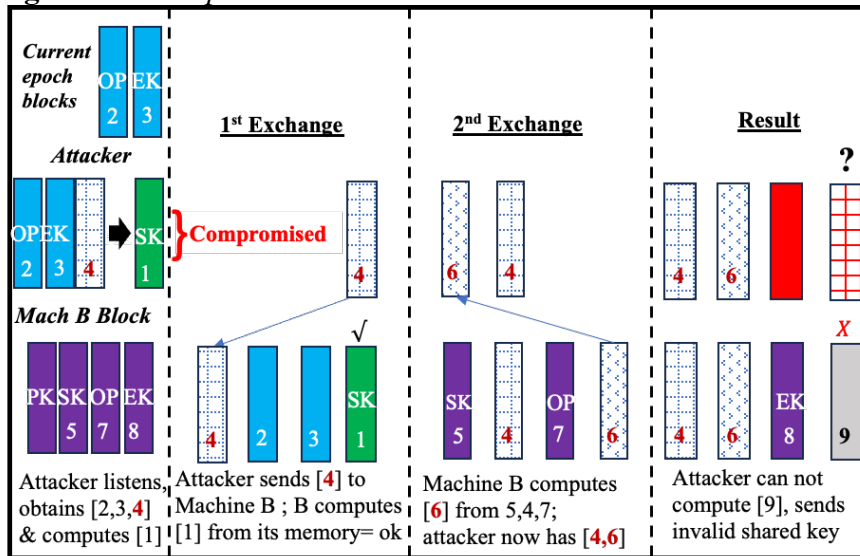 Current
epoch
blocks
OP EK
2 3
1st Exchange
2nd Exchange
Result
Attacker
?
OP EK
2 3 4
SK
1
Compromised
4
6 4
4 6
Mach B Block
√
X
PK SK OP EK
5 7 8
4 2 3 SK
1
SK
5 4 OP
7 6
4 6 EK
8 9
Attacker listens,
obtains [2,3,4]
& computes [1]
Attacker sends [4] to
Machine B ; B computes
[1] from its memory= ok
Machine B computes
[6] from 5,4,7;
attacker now has [4,6]
Attacker can not
compute [9], sends
invalid shared key